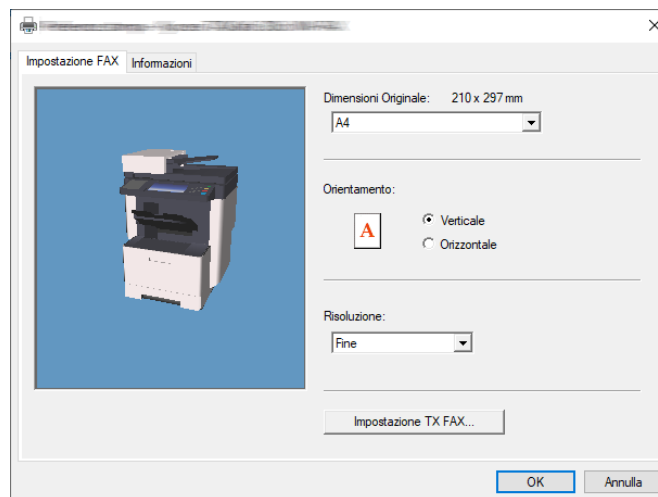 Impostazione FAX
Informazioni
Dimensioni Originale: 210 x 297 mm
A4
Orientamento:
A
Verticale
Orizzontale
Risoluzione:
Fine
Impostazione TX FAX...
OK
Annulla